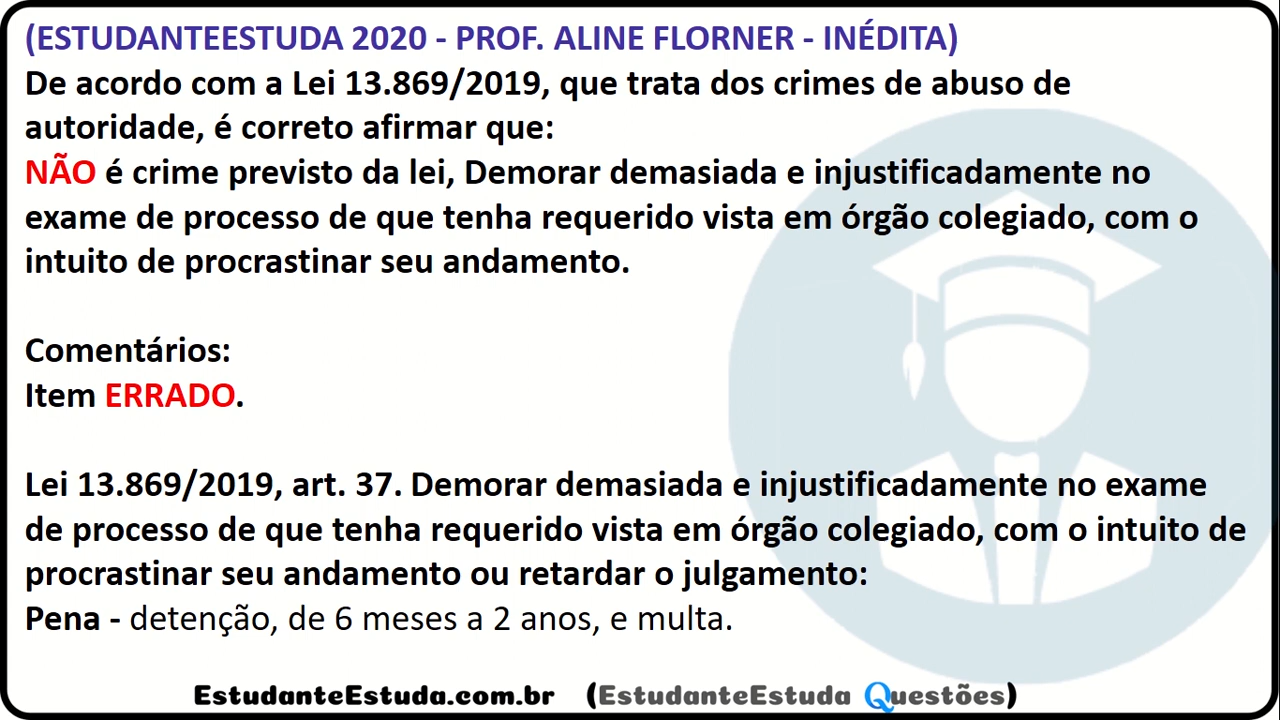 (ESTUDANTEESTUDA 2020 - PROF. ALINE FLORNER - INÉDITA)
De acordo com a Lei 13.869/2019, que trata dos crimes de abuso de
autoridade, é correto afirmar que:
NÃO é crime previsto da lei, Demorar demasiada e injustificadamente no
exame de processo de que tenha requerido vista em órgão colegiado, com o
intuito de procrastinar seu andamento.
Comentários:
Item ERRADO.
Lei 13.869/2019, art. 37. Demorar demasiada e injustificadamente no exame
de processo de que tenha requerido vista em órgão colegiado, com o intuito de
procrastinar seu andamento ou retardar o julgamento:
Pena - detenção, de 6 meses a 2 anos, e multa.
EstudanteEstuda.com.br (EstudanteEstuda Questões)